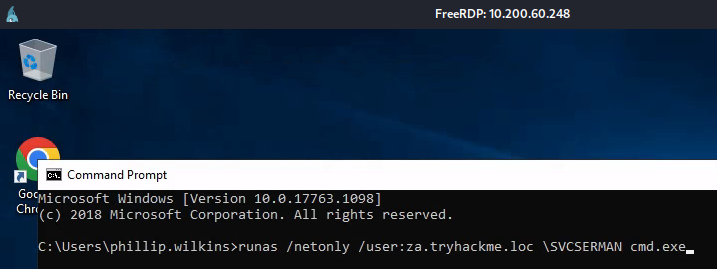 FreeRDP: 10.200.60.248
Recycle Bin
Goo
Chr
Command Prompt
Microsoft Windows [Version 10.0.17763.1098]
(c) 2018 Microsoft Corporation. All rights reserved.
C:\Users\phillip.wilkins>runas /netonly /user:za.tryhackme.loc \SVCSERMAN cmd.exe